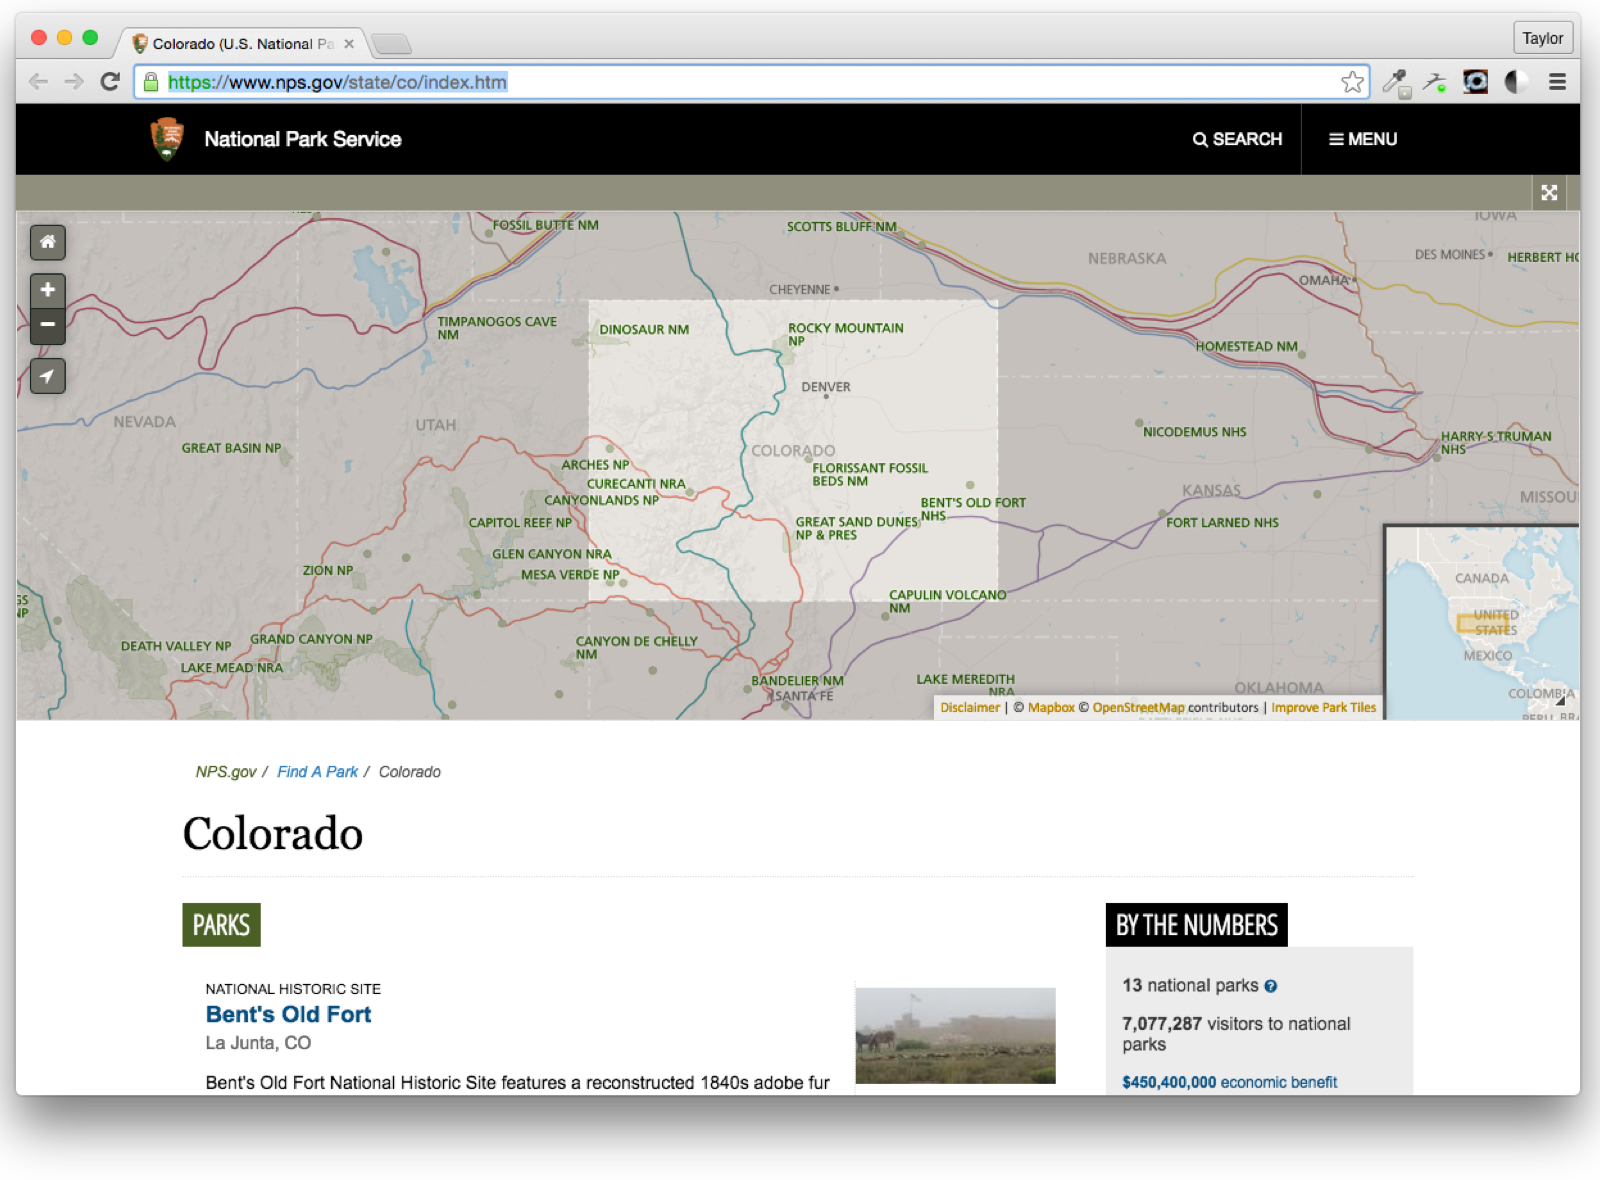 Colorado (U.S. National Pa
Taylor
https://www.nps.gov/state/co/index.htm
National Park Service
SEARCH
MENU
FOSSIL BUTTE NM
SCOTTS BLUFF NM
IOWA
NEBRASKA
DES MOINES
HERBERT HO
CHEYENNE
OMAHA
TIMPANOGOS CAVE
NM
DINOSAUR NM
ROCKY MOUNTAIN
NP
HOMESTEAD NM
DENVER
NEVADA
UTAH
NICODEMUS NHS
GREAT BASIN NP
COLORADO
HARRY S TRUMAN
NHS
ARCHES NP
FLORISSANT FOSSIL
BEDS NM
CURECANTI NRA
CANYONLANDS NP
KANSAS
MISSOU
BENT'S OLD FORT
NHS
CAPITOL REEF NP
GREAT SAND DUNES
NP & PRES
FORT LARNED NHS
GLEN CANYON NRA
ZION NP
MESA VERDE NP
GS
NP
CAPULIN VOLCANO
NM
DEATH VALLEY NP
GRAND CANYON NP
CANYON DE CHELLY
NM
LAKE MEAD NRA
BANDELIER NM
SANTA FE
LAKE MEREDITH
NRA
OKLAHOMA
CANADA
UNITED
STATES
MEXICO
COLOMBIA
PERU BRA
Disclaimer | © Mapbox © OpenStreetMap contributors | Improve Park Tiles
NPS.gov / Find A Park / Colorado
Colorado
PARKS
NATIONAL HISTORIC SITE
Bent's Old Fort
La Junta, CO
Bent's Old Fort National Historic Site features a reconstructed 1840s adobe fur
BY THE NUMBERS
13 national parks
7,077,287 visitors to national
parks
$450,400,000 economic benefit